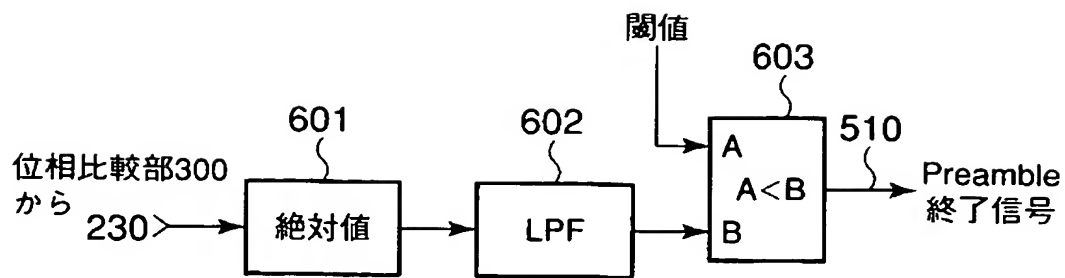 閾値
603
601
602
510
位相比較部300
から
230
絶対値
LPF
A
A<B
B
Preamble
終了信号